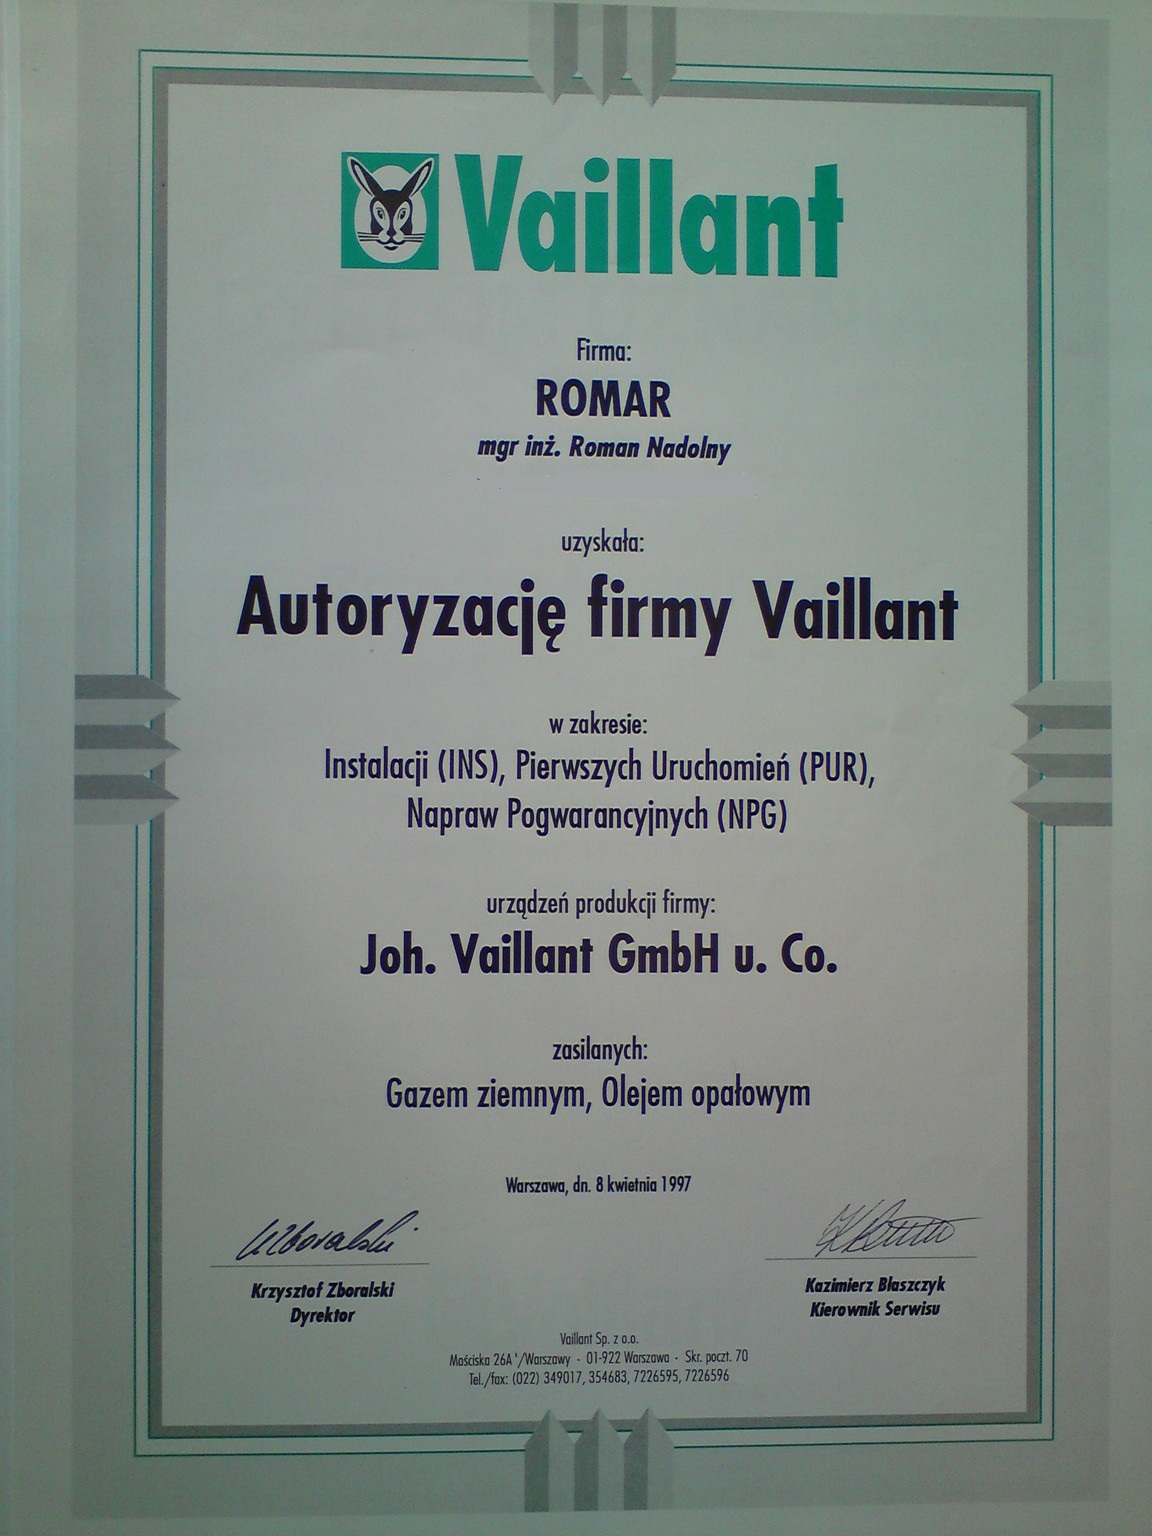 Vaillant
Firma:
ROMAR
mgr inż. Roman Nadolny
uzyskała:
Autoryzację firmy Vaillant
w zakresie:
Instalacji (INS), Pierwszych Uruchomień (PUR),
Napraw Pogwarancyjnych (NPG)
urządzeń produkcji firmy:
Joh. Vaillant GmbH u. Co.
zasilanych:
Gazem ziemnym, Olejem opałowym
Warszawa, dn. 8 kwietnia 1997
Krzysztof Zboralski
Dyrektor
Kazimierz Błaszczyk
Kierownik Serwisu
Vaillant Sp. z o.o.
Mościska 26A '/Warszawy - 01-922 Warszawa - Skr. poczt. 70
Tel./fax: (022) 349017, 354683, 7226595, 7226596